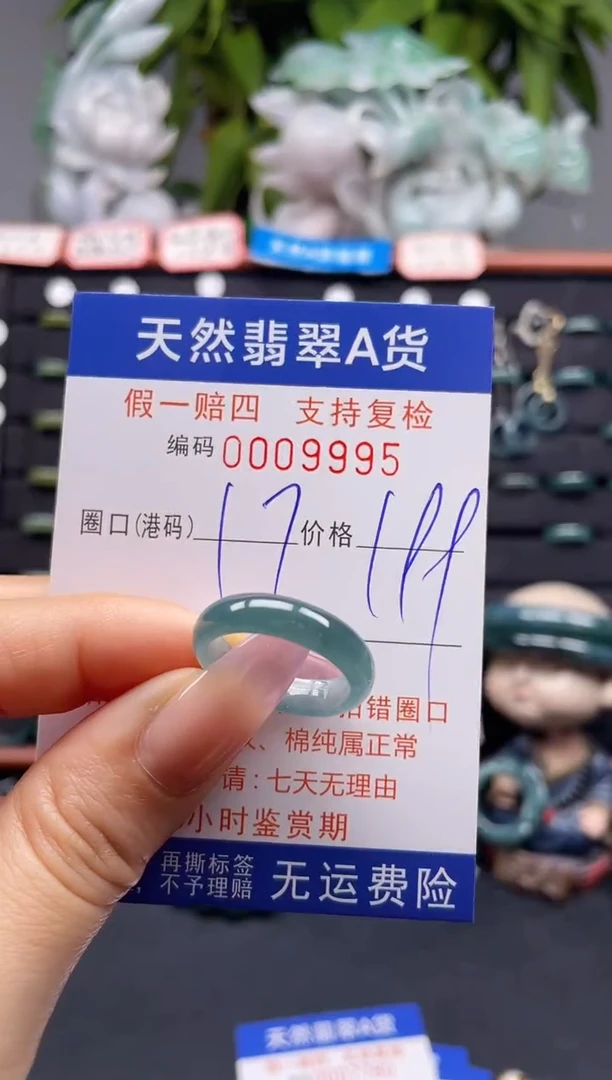 天然翡翠A货
假一赔四 支持复检
编码 0009995
圈口(港码) 17 价格 199
错圈口
、棉纯属正常
请:七天无理由
小时鉴赏期
再撕标签
不予理赔
无运费险
天然翡翠A货